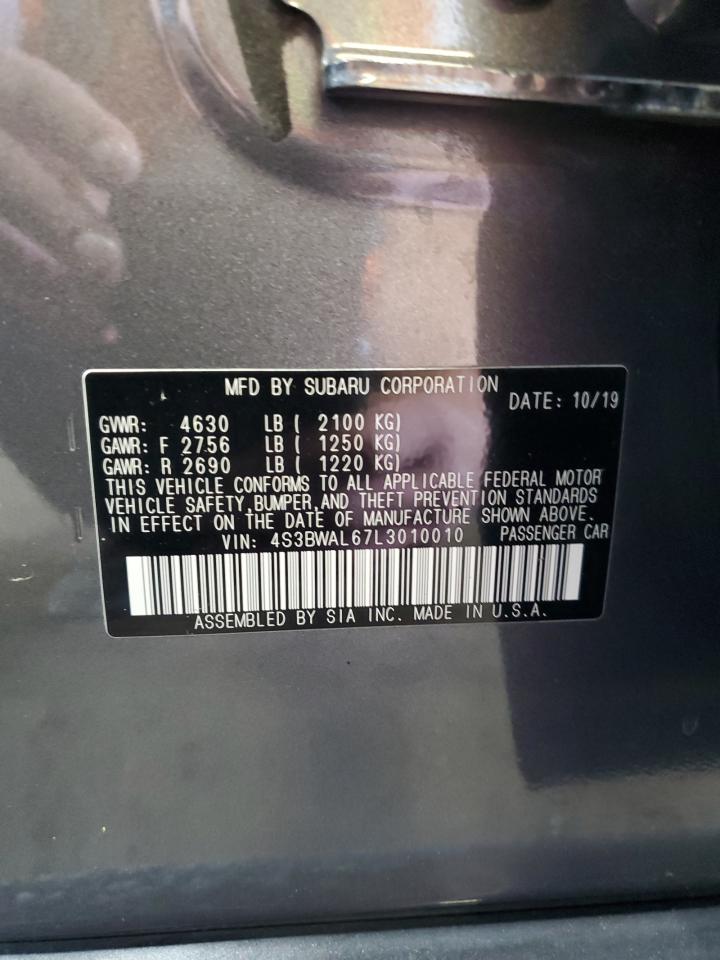 MFD BY SUBARU CORPORATION
DATE: 10/19
GVWR: 4630 LB ( 2100 KG)
GAWR: F 2756 LB ( 1250 KG)
GAWR: R 2690 LB ( 1220 KG)
THIS VEHICLE CONFORMS TO ALL APPLICABLE FEDERAL MOTOR
VEHICLE SAFETY,BUMPER,AND THEFT PREVENTION STANDARDS
IN EFFECT ON THE DATE OF MANUFACTURE SHOWN ABOVE.
VIN: 4S3BWAL67L3010010 PASSENGER CAR
ASSEMBLED BY SIA INC. MADE IN U.S.A.